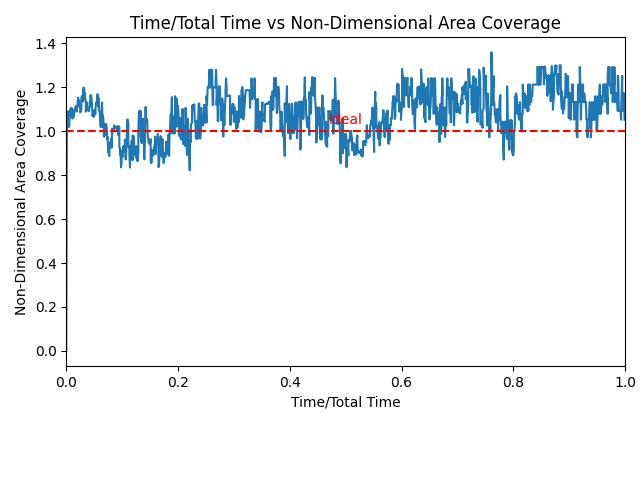 Time/Total Time vs Non-Dimensional Area Coverage
Non-Dimensional Area Coverage
1.4
1.2
1.0
0.8
0.6
0.4
0.2
0.0
Ideal
0.0 0.2 0.4 0.6 0.8 1.0
Time/Total Time